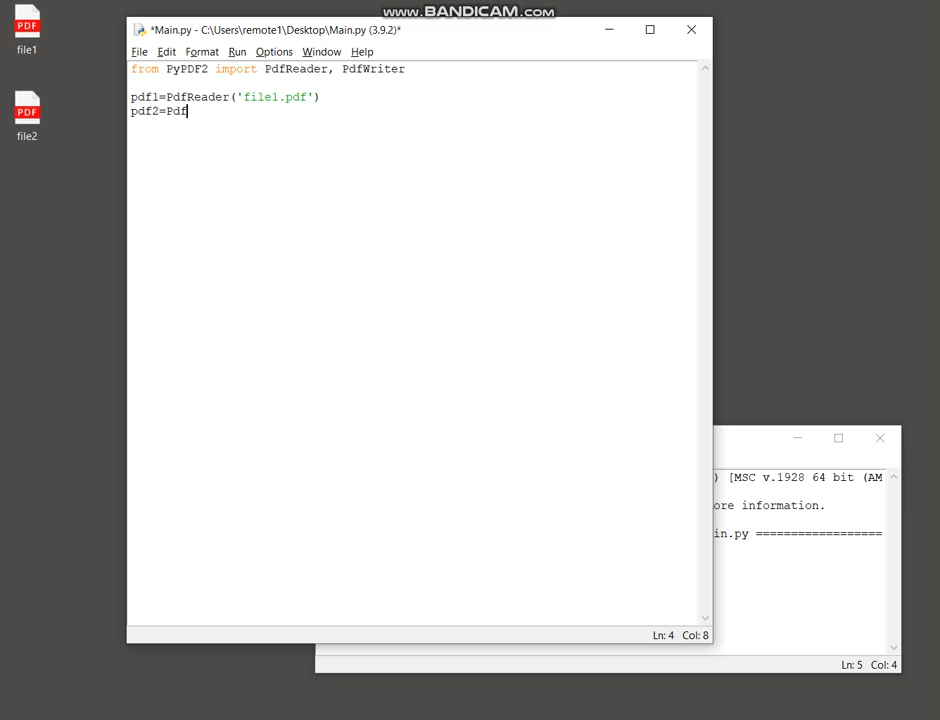 www.BANDICAM.com
PDF
file1
PDF
file2
*Main.py - C:\Users\remote1\Desktop\Main.py (3.9.2)*
File Edit Format Run Options Window Help
from PyPDF2 import PdfReader, PdfWriter
pdf1=PdfReader('file1.pdf')
pdf2=Pdf
Ln: 4 Col: 8
) [MSC v.1928 64 bit (AM
ore information.
in.py ==================
Ln: 5 Col: 4